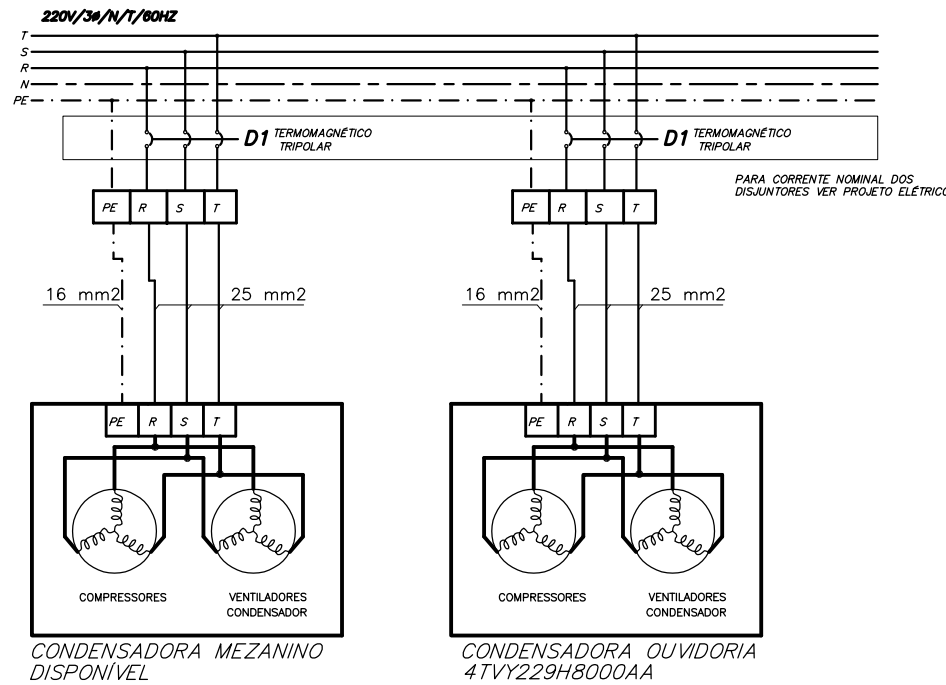 220V/3ø/N/T/60HZ
T
S
R
N
PE
D1 TERMOMAGNÉTICO
TRIPOLAR
D1 TERMOMAGNÉTICO
TRIPOLAR
PARA CORRENTE NOMINAL DOS
DISJUNTORES VER PROJETO ELÉTRICO
PE R S T
PE R S T
16 mm2 25 mm2
16 mm2 25 mm2
PE R S T
PE R S T
COMPRESSORES
VENTILADORES
CONDENSADOR
COMPRESSORES
VENTILADORES
CONDENSADOR
CONDENSADORA MEZANINO
DISPONÍVEL
CONDENSADORA OUVIDORIA
4TVY229H8000AA